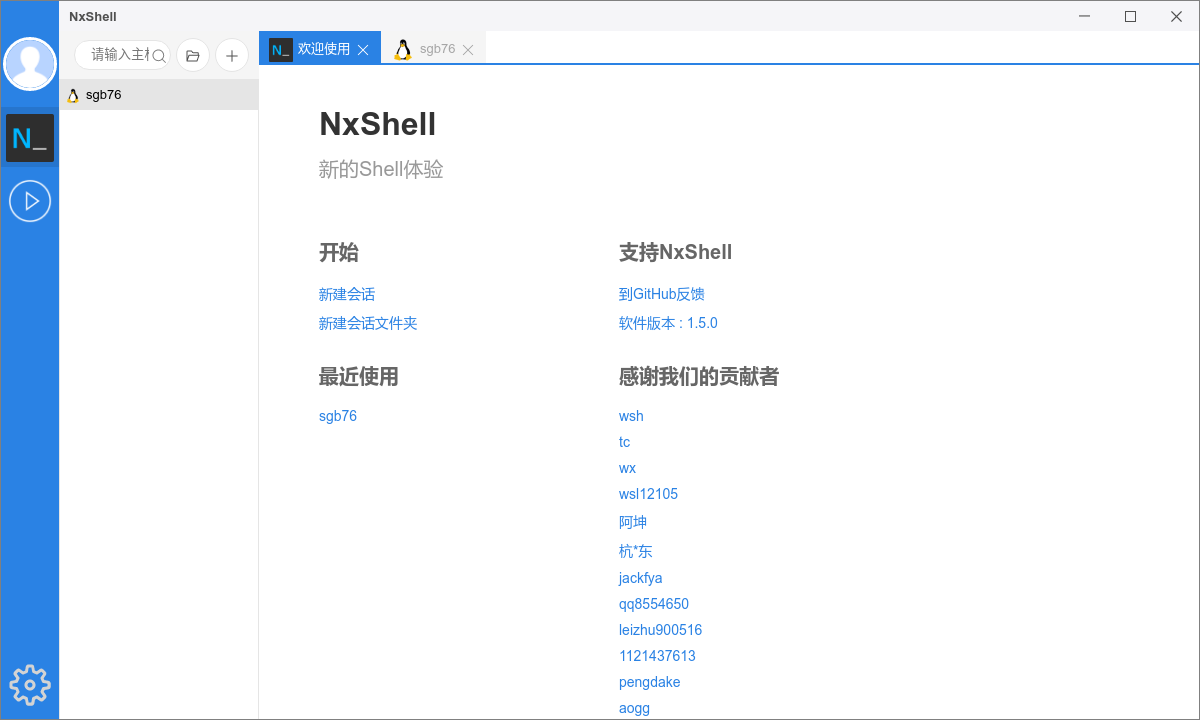 NxShell
请输入主机
N_ 欢迎使用
sgb76
sgb76
N_
NxShell
新的Shell体验
开始
新建会话
新建会话文件夹
最近使用
sgb76
支持NxShell
到GitHub反馈
软件版本 : 1.5.0
感谢我们的贡献者
wsh
tc
wx
wsl12105
阿坤
杭*东
jackfya
qq8554650
leizhu900516
1121437613
pengdake
aogg